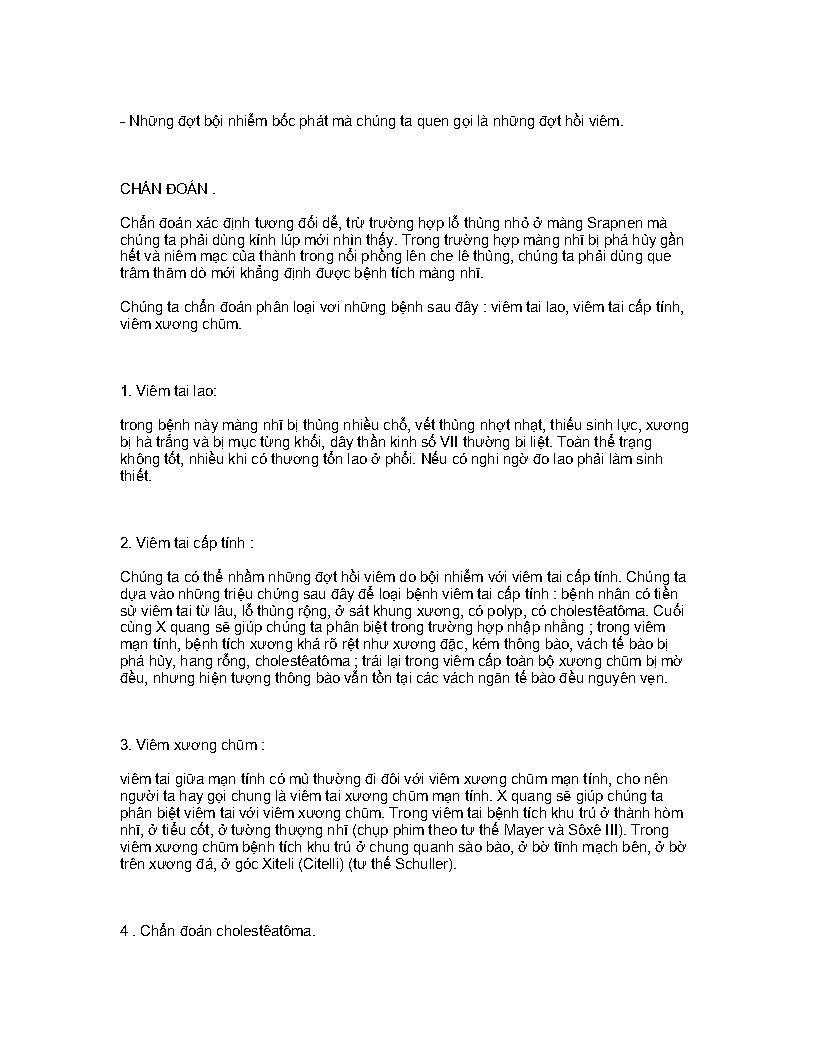 - Những đợt bội nhiễm bốc phát mà chúng ta quen gọi là những đợt hồi viêm.
CHẨN ĐOÁN .
Chẩn đoán xác định tương đối dễ, trừ trường hợp lỗ thủng nhỏ ở màng Srapnen mà
chúng ta phải dùng kính lúp mới nhìn thấy. Trong trường hợp màng nhĩ bị phá hủy gần
hết và niêm mạc của thành trong nổi phồng lên che lê thủng, chúng ta phải dùng que
trâm thăm dò mới khẳng định được bệnh tích màng nhĩ.
Chúng ta chẩn đoán phân loại vơi những bệnh sau đây : viêm tai lao, viêm tai cấp tính,
viêm xương chũm.
1. Viêm tai lao:
trong bệnh này màng nhĩ bị thủng nhiều chỗ, vết thủng nhợt nhạt, thiếu sinh lực, xương
bị hà trắng và bị mục từng khối, dây thần kinh số VII thường bi liệt. Toàn thể trạng
không tốt, nhiều khi có thương tổn lao ở phổi. Nếu có nghi ngờ đo lao phải làm sinh
thiết.
2. Viêm tai cấp tính :
Chúng ta có thể nhầm những đợt hồi viêm do bội nhiễm với viêm tai cấp tính. Chúng ta
dựa vào những triệu chứng sau đây để loại bệnh viêm tai cấp tính : bệnh nhân có tiền
sử viêm tai từ lâu, lỗ thủng rộng, ở sát khung xương, có polyp, có cholestêatôma. Cuối
cùng X quang sẽ giúp chúng ta phân biệt trong trường hợp nhập nhằng ; trong viêm
mạn tính, bệnh tích xương khá rõ rệt như xương đặc, kém thông bào, vách tế bào bị
phá hủy, hang rỗng, cholestêatôma ; trái lại trong viêm cấp toàn bộ xương chũm bị mờ
đều, nhưng hiện tượng thông bào vẫn tồn tại các vách ngăn tế bào đều nguyên vẹn.
3. Viêm xương chũm :
viêm tai giữa mạn tính có mủ thường đi đôi với viêm xương chũm mạn tính, cho nên
người ta hay gọi chung là viêm tai xương chũm mạn tính. X quang sẽ giúp chúng ta
phân biệt viêm tai với viêm xương chũm. Trong viêm tai bệnh tích khu trú ở thành hòm
nhĩ, ở tiểu cốt, ở tường thượng nhĩ (chụp phim theo tư thế Mayer và Sôxê III). Trong
viêm xương chũm bệnh tích khu trú ở chung quanh sào bào, ở bờ tĩnh mạch bên, ở bờ
trên xương đá, ở góc Xiteli (Citelli) (tư thế Schuller).
4 . Chẩn đoán cholestêatôma.